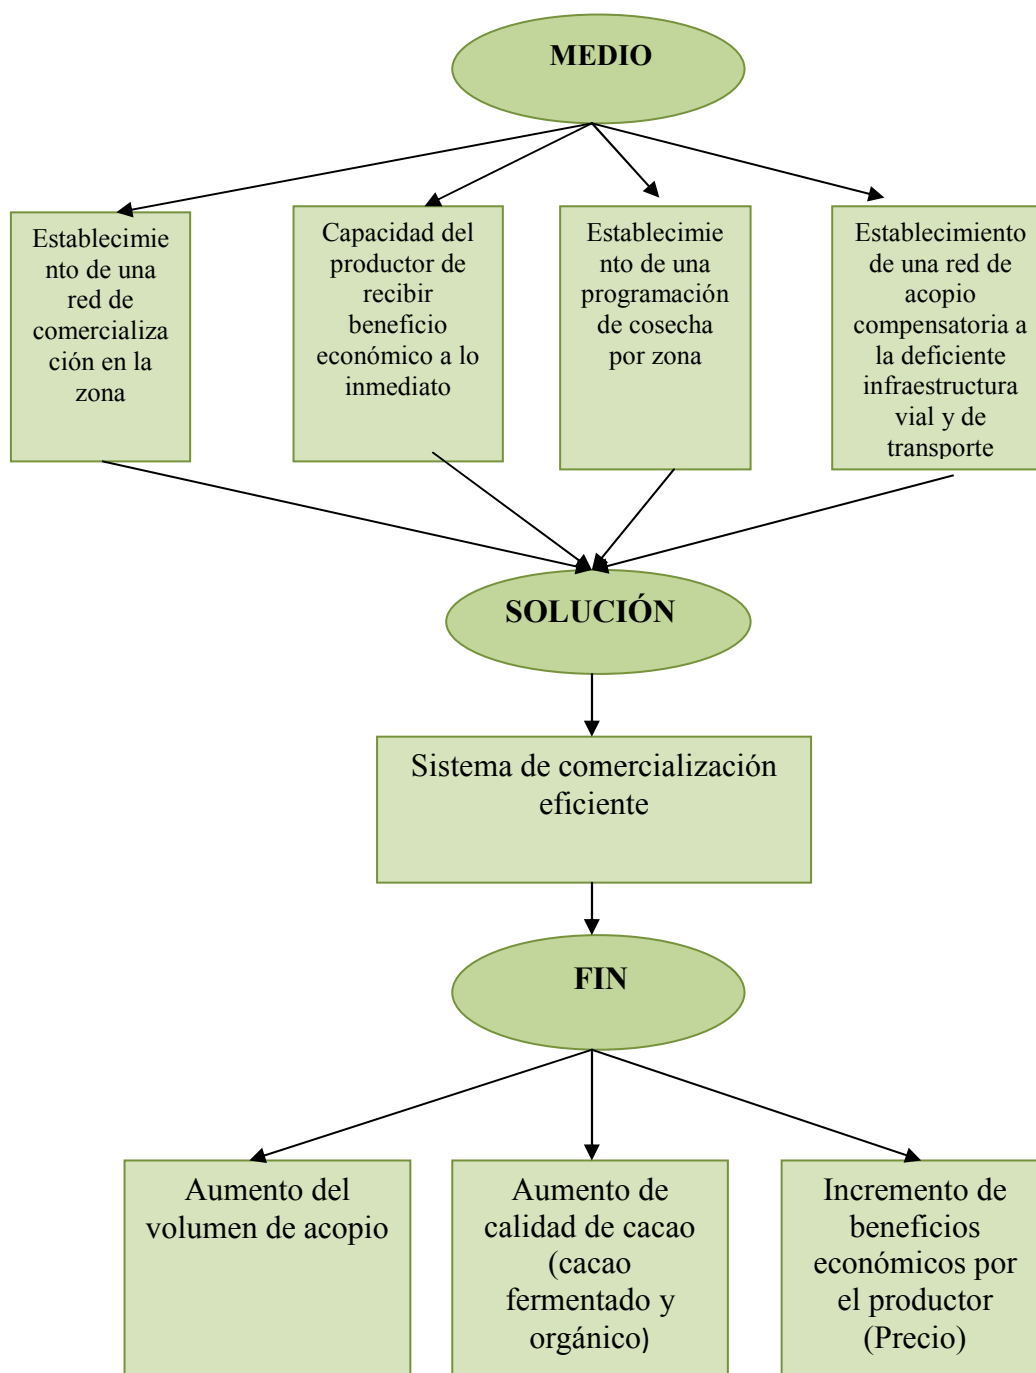 MEDIO
Establecimie
nto de una
red de
comercializa
ción en la
zona
Capacidad del
productor de
recibir
beneficio
económico a lo
inmediato
Establecimie
nto de una
programación
de cosecha
por zona
Establecimiento
de una red de
acopio
compensatoria a
la deficiente
infraestructura
vial y de
transporte
SOLUCIÓN
Sistema de comercialización
eficiente
FIN
Aumento del
volumen de acopio
Aumento de
calidad de cacao
(cacao
fermentado y
orgánico)
Incremento de
beneficios
económicos por
el productor
(Precio)